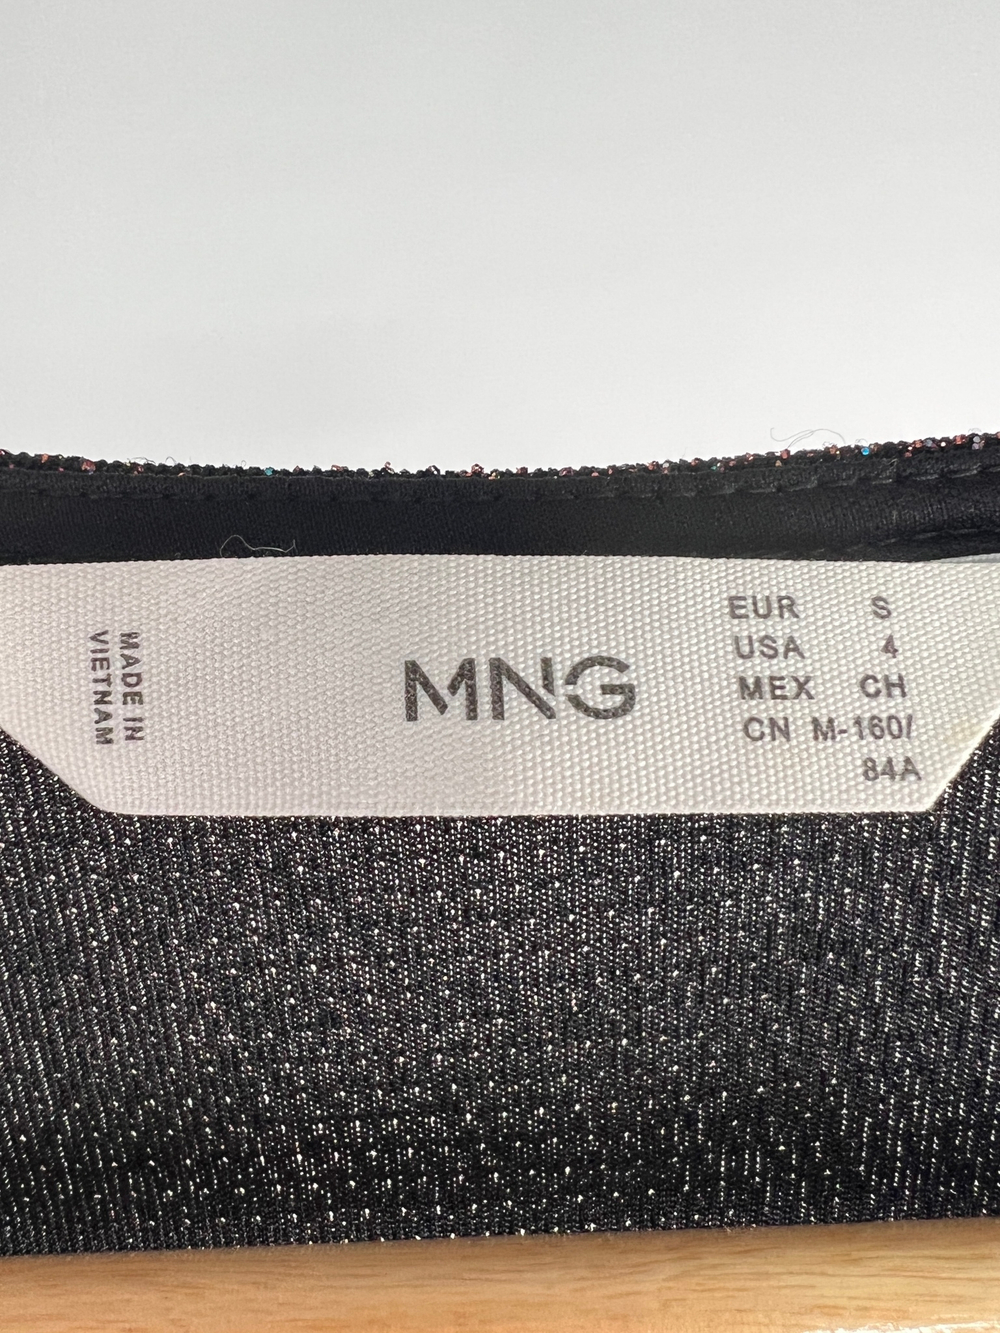 MADE IN
VIETNAM
MNG
EUR S
USA 4
MEX CH
CN M-160/
84A